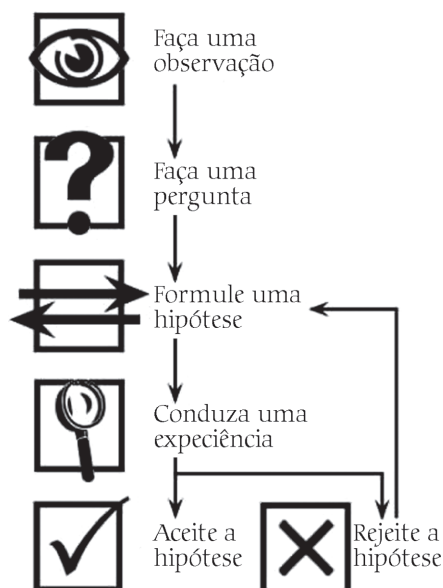 Faça uma
observação
Faça uma
pergunta
Formule uma
hipótese
Conduza uma
expeciência
Aceite a
hipótese
Rejeite a
hipótese